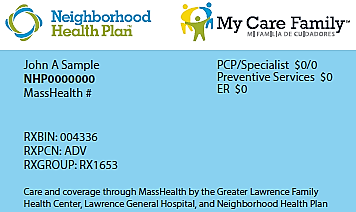 Neighborhood Health Plan™
My Care Family™
MI FAMILIA DE CUIDADORES
John A Sample
NHP0000000
MassHealth #
PCP/Specialist $0/0
Preventive Services $0
ER $0
RXBIN: 004336
RXPCN: ADV
RXGROUP: RX1653
Care and coverage through MassHealth by the Greater Lawrence Family
Health Center, Lawrence General Hospital, and Neighborhood Health Plan